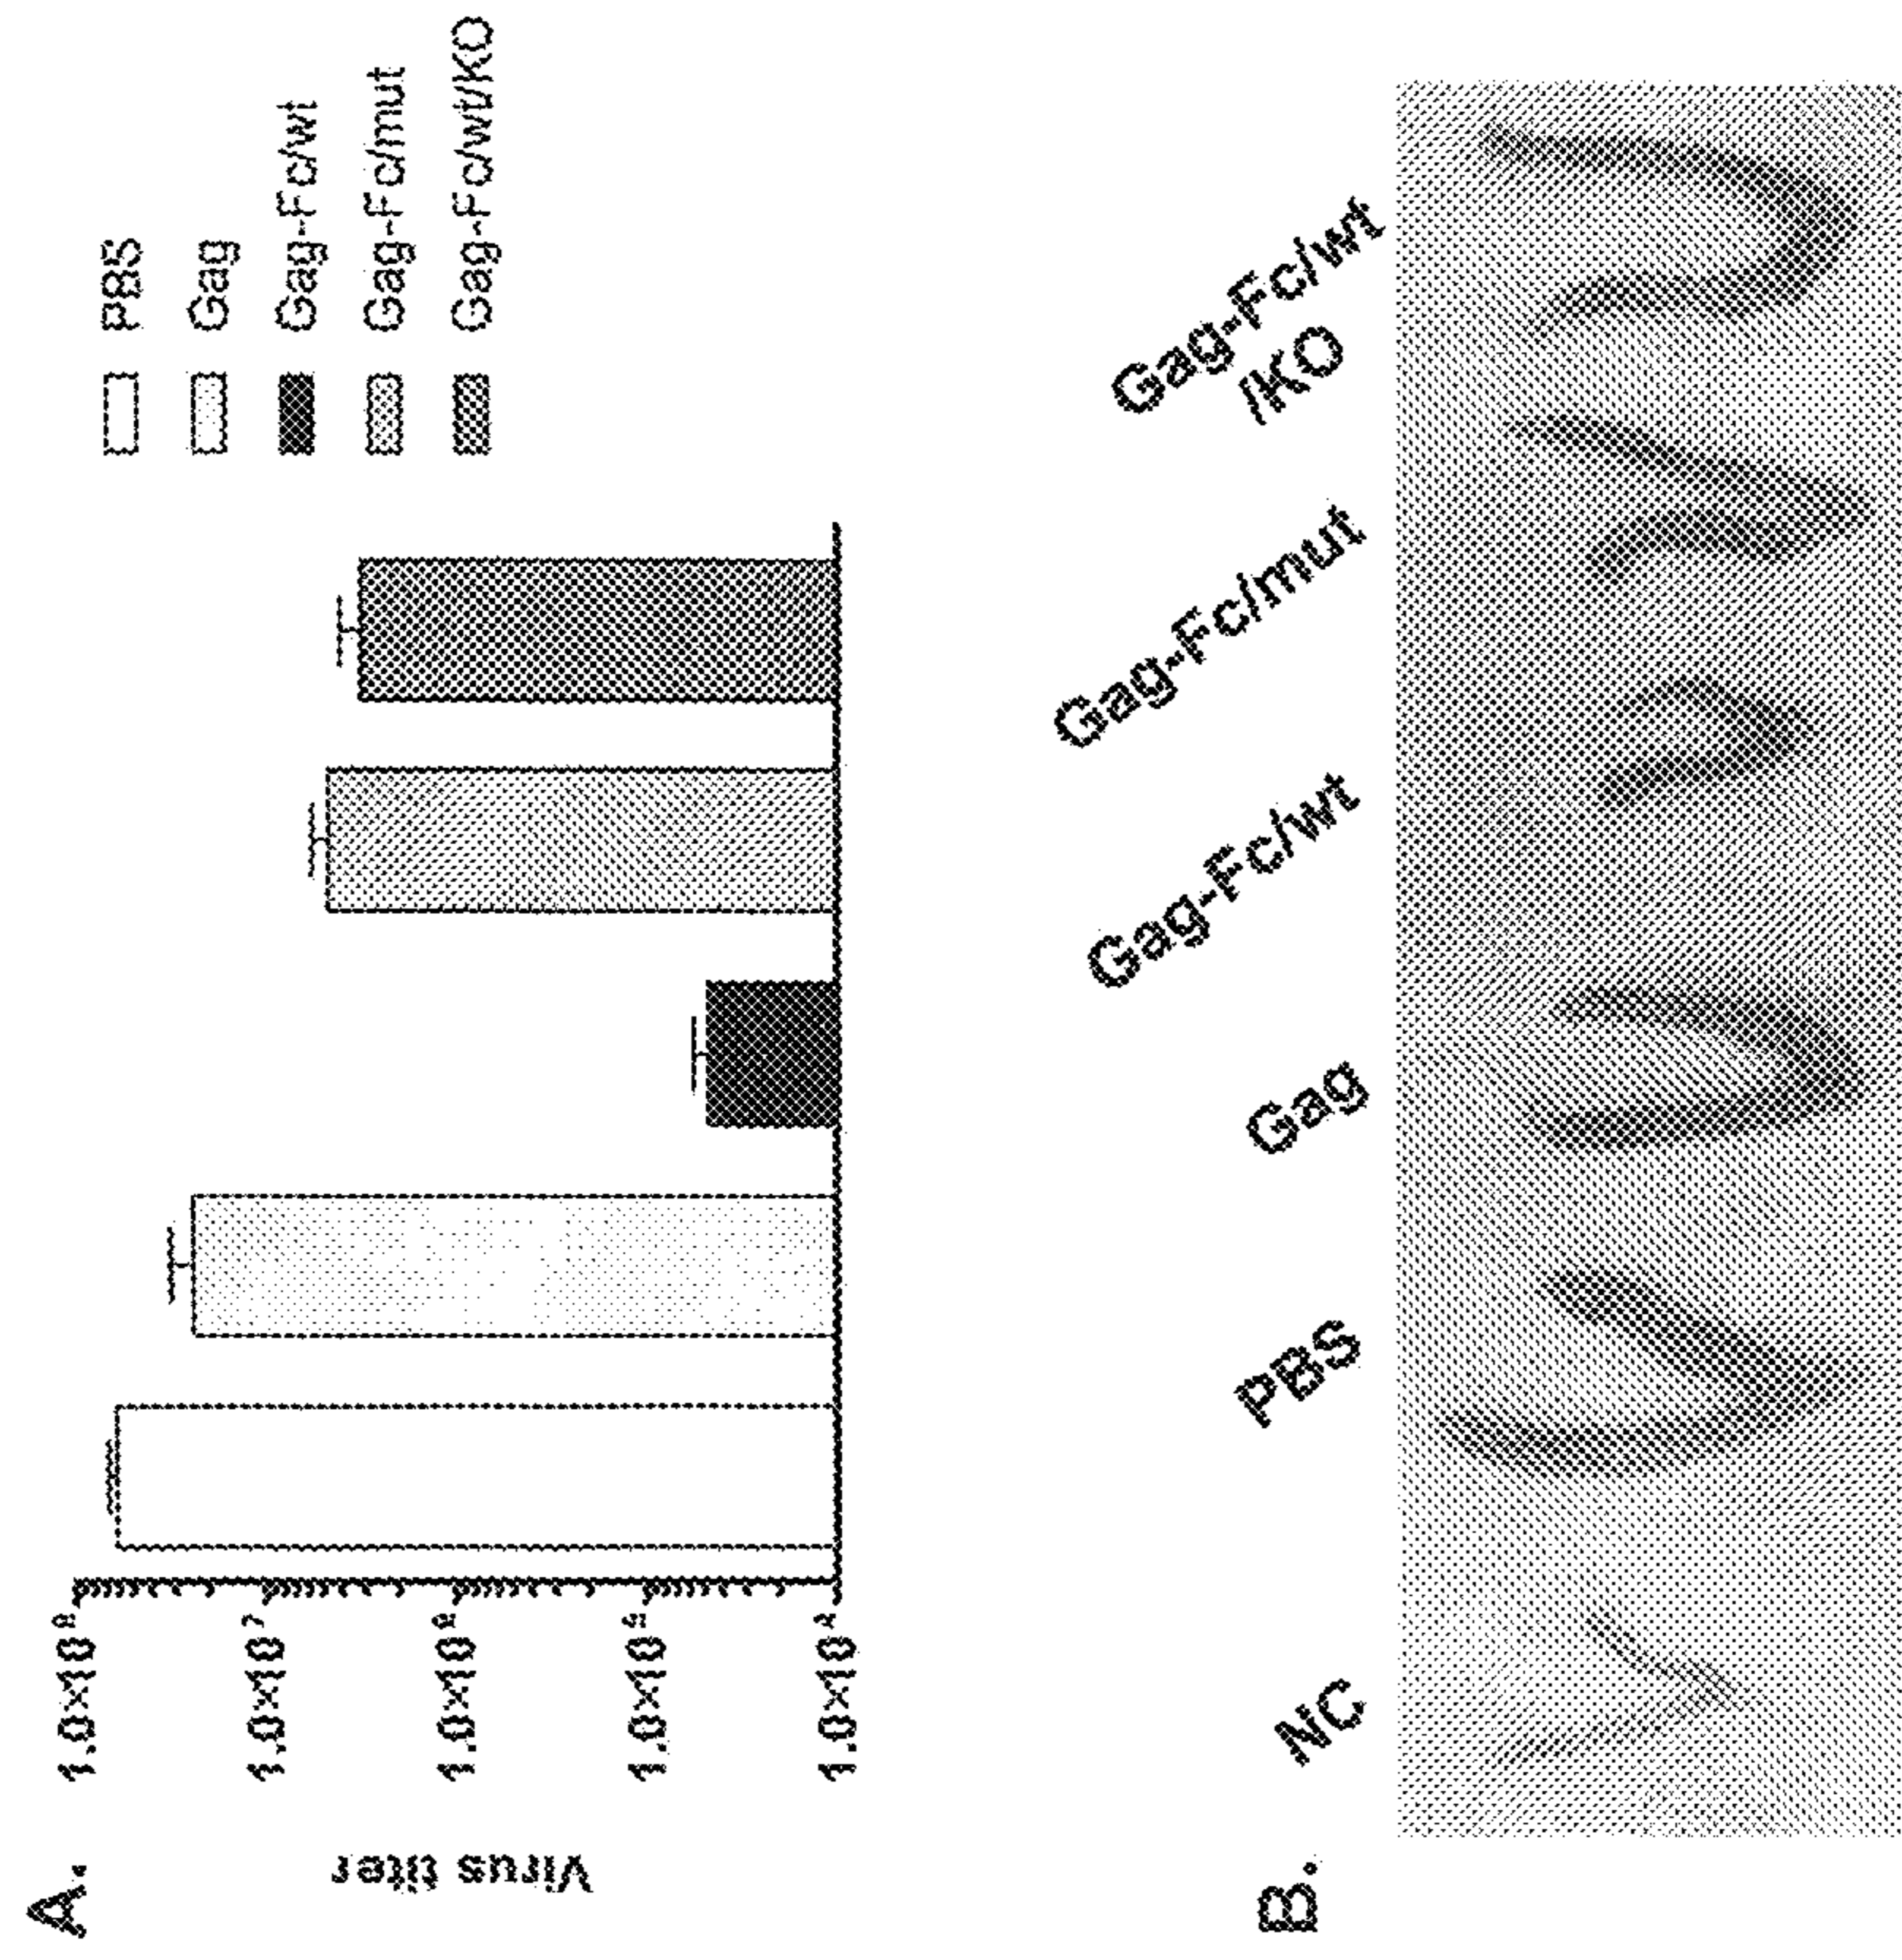 A.
Virus titer
1.0×10⁸
1.0×10⁷
1.0×10⁶
1.0×10⁵
1.0×10⁴
PBS
Gag
Gag-Fc/wt
Gag-Fc/mut
Gag-Fc/wt/KO
B.
NC
PBS
Gag
Gag-Fc/wt
Gag-Fc/mut
Gag-Fc/wt
/KO